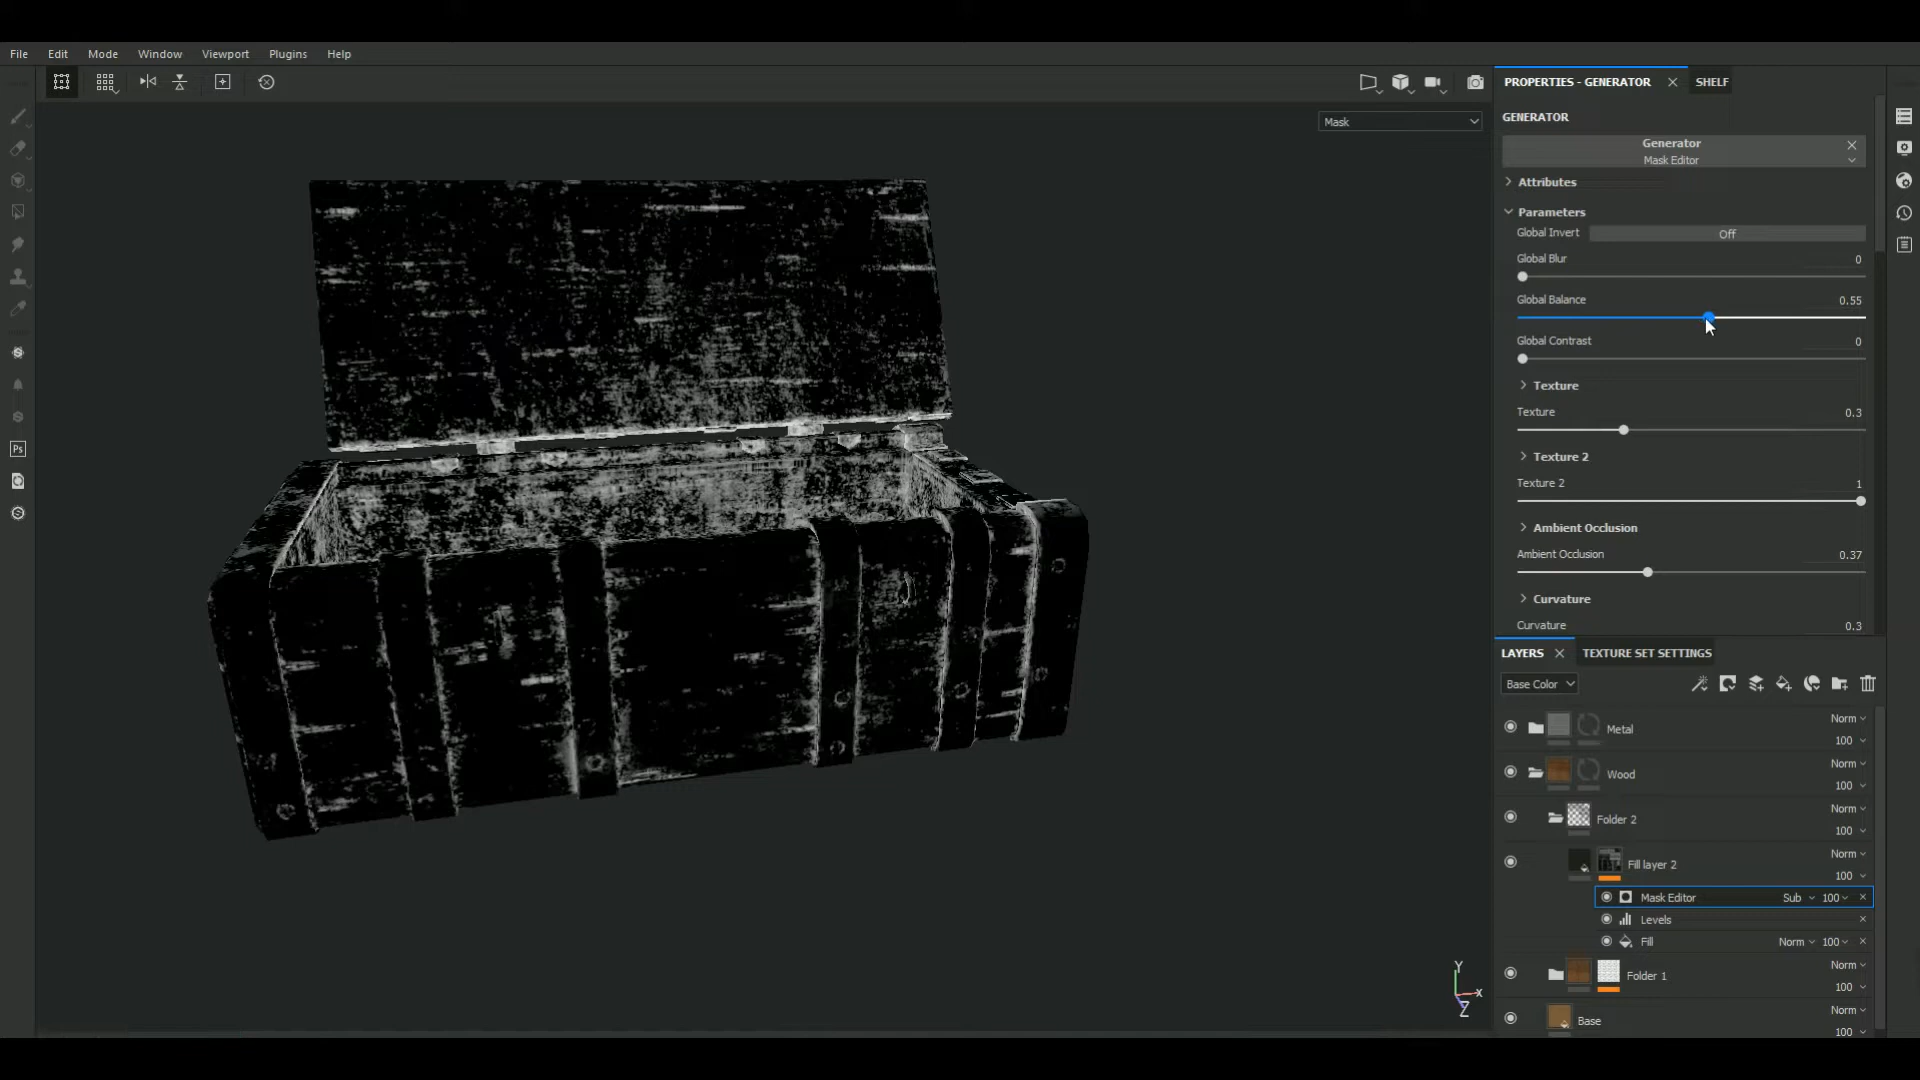 File Edit Mode Window Viewport Plugins Help
PROPERTIES - GENERATOR SHELF
Mask
GENERATOR
Generator
Mask Editor
Attributes
Parameters
Global Invert Off
Global Blur 0
Global Balance 0.55
Global Contrast 0
Texture
Texture 0.3
Texture 2
Texture 2 1
Ambient Occlusion
Ambient Occlusion 0.37
Curvature
Curvature 0.3
Ps
LAYERS TEXTURE SET SETTINGS
Base Color
Metal Norm
100
Wood Norm
100
Folder 2 Norm
100
Fill layer 2 Norm
100
Mask Editor Sub 100
Levels
Fill Norm 100
Folder 1 Norm
100
Base Norm
100
Y
X
Z